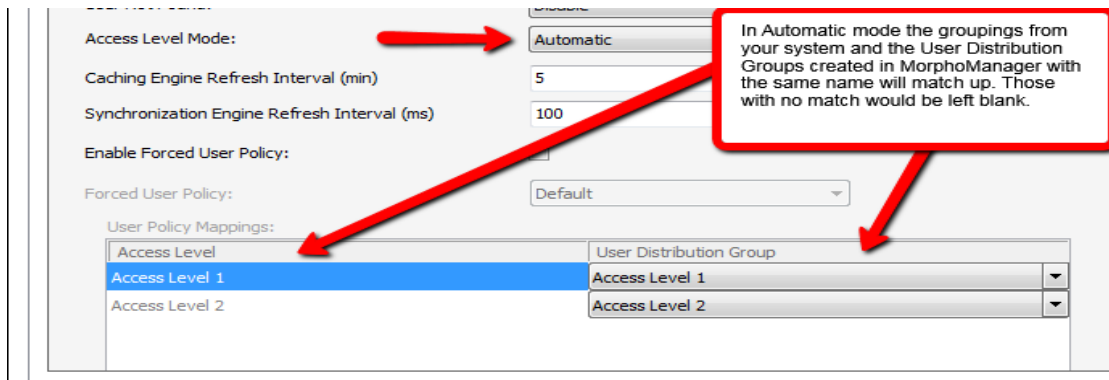 Disable
Access Level Mode:
Automatic
In Automatic mode the groupings from
your system and the User Distribution
Groups created in MorphoManager with
the same name will match up. Those
with no match would be left blank.
Caching Engine Refresh Interval (min)
5
Synchronization Engine Refresh Interval (ms)
100
Enable Forced User Policy:
Forced User Policy:
Default
User Policy Mappings:
Access Level
User Distribution Group
Access Level 1
Access Level 1
Access Level 2
Access Level 2